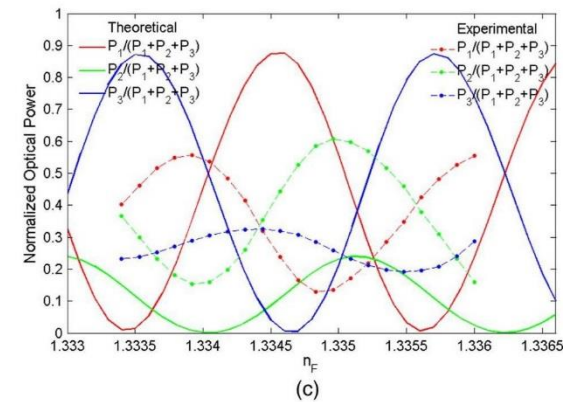 Theoretical
P1/(P1+P2+P3)
P2/(P1+P2+P3)
P3/(P1+P2+P3)
Experimental
P1/(P1+P2+P3)
P2/(P1+P2+P3)
P3/(P1+P2+P3)
Normalized Optical Power
1
0.9
0.8
0.7
0.6
0.5
0.4
0.3
0.2
0.1
0
1.333 1.3335 1.334 1.3345 1.335 1.3355 1.336 1.3365
nF
(c)